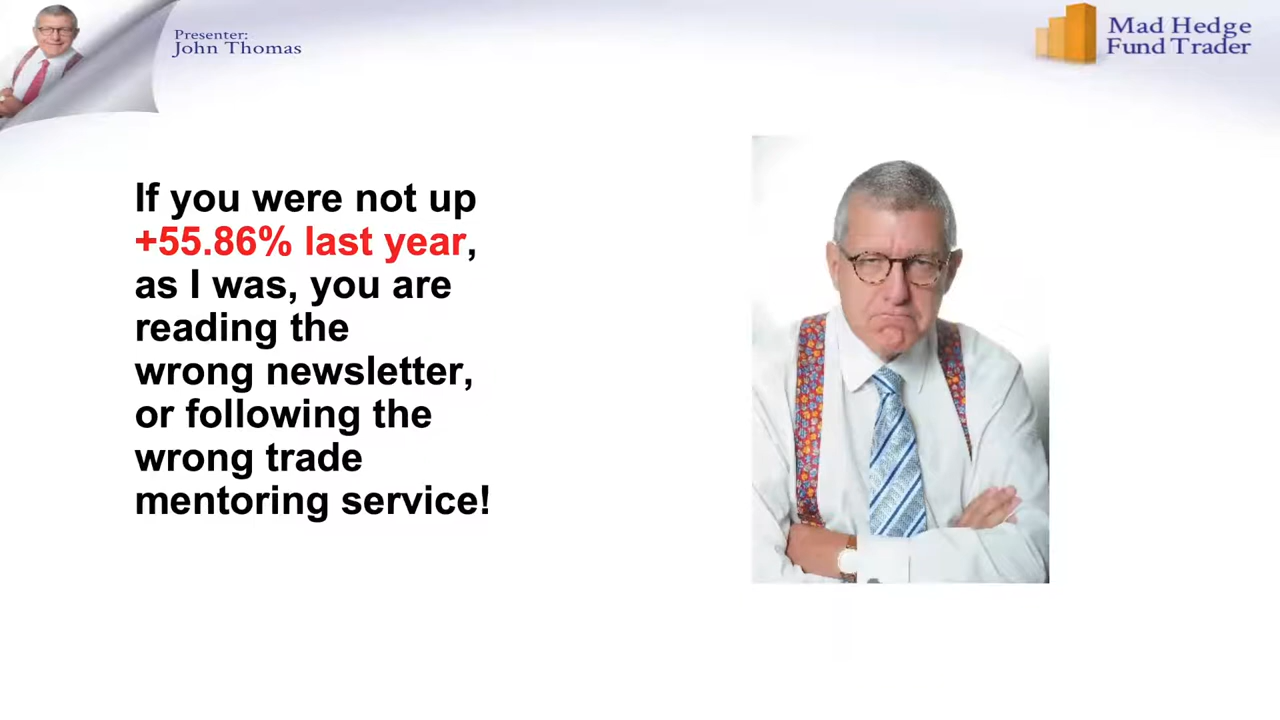 Presenter:
John Thomas
Mad Hedge
Fund Trader
If you were not up
+55.86% last year,
as I was, you are
reading the
wrong newsletter,
or following the
wrong trade
mentoring service!